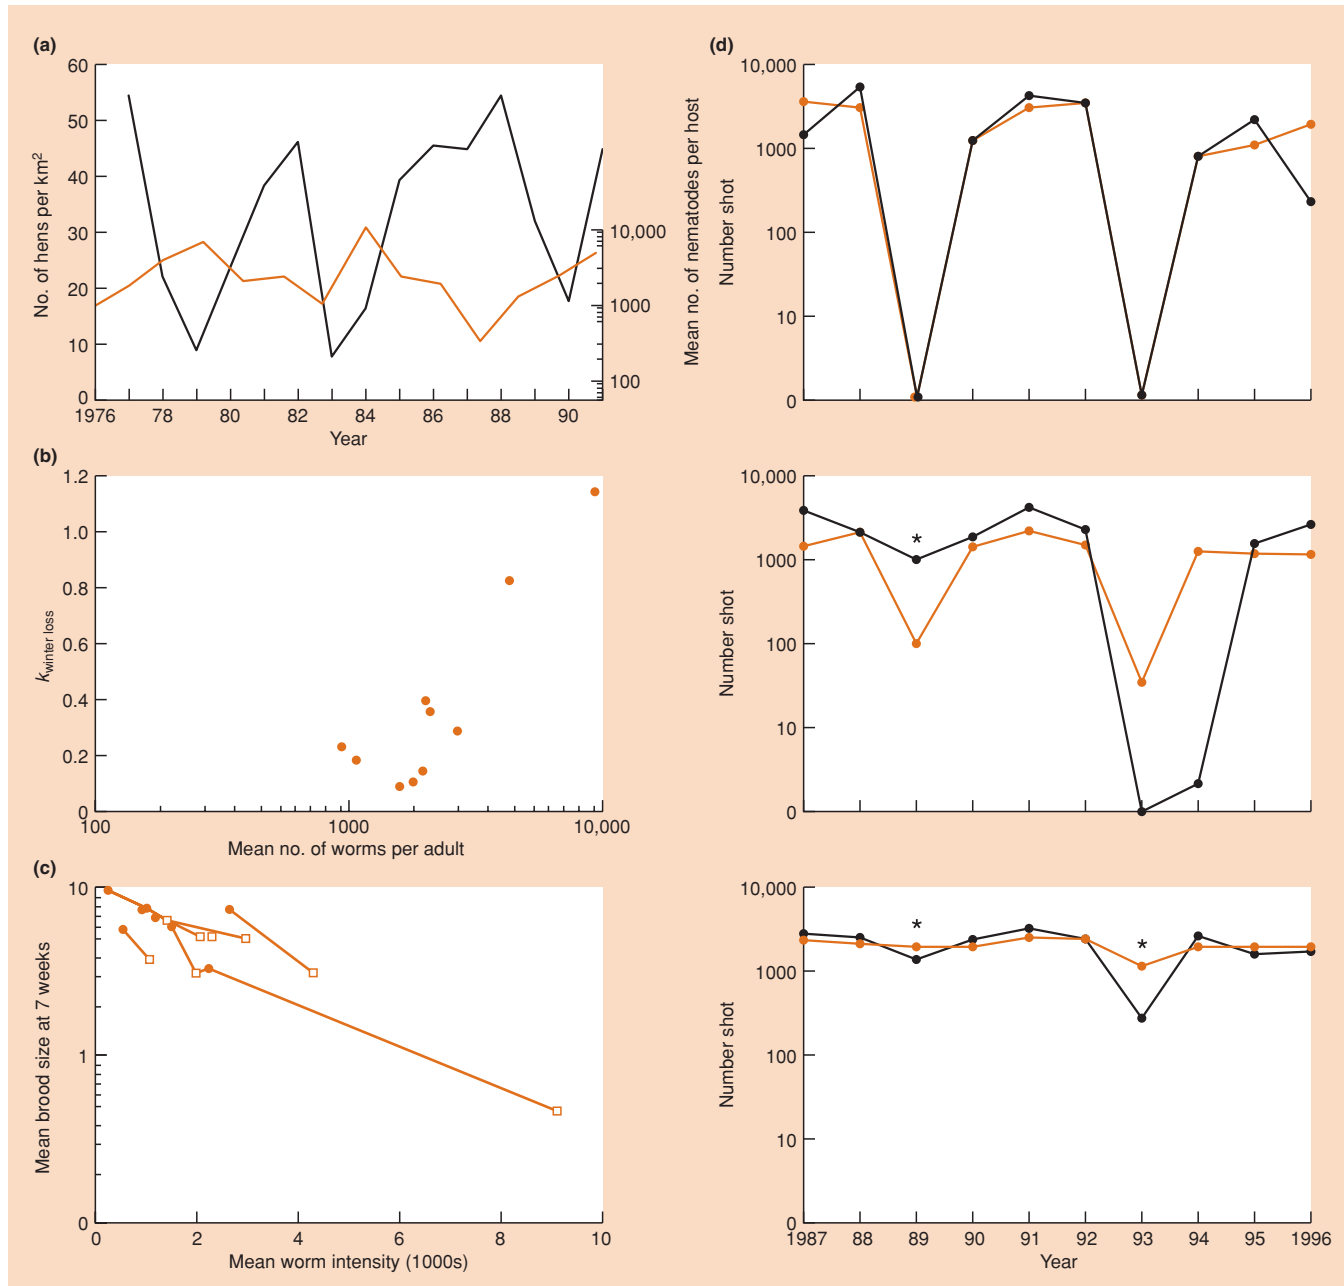 (a)
60
50
40
30
20
10
0
No. of hens per km2
10,000
1000
100
Mean no. of nematodes per host
1976 78 80 82 84 86 88 90
Year
(b)
1.2
1.0
0.8
0.6
0.4
0.2
0
kwinter loss
100 1000 10,000
Mean no. of worms per adult
(c)
10
1
0
Mean brood size at 7 weeks
0 2 4 6 8 10
Mean worm intensity (1000s)
(d)
10,000
1000
100
10
0
Number shot
10,000
1000
100
10
0
Number shot
*
10,000
1000
100
10
0
Number shot
* *
1987 88 89 90 91 92 93 94 95 1996
Year